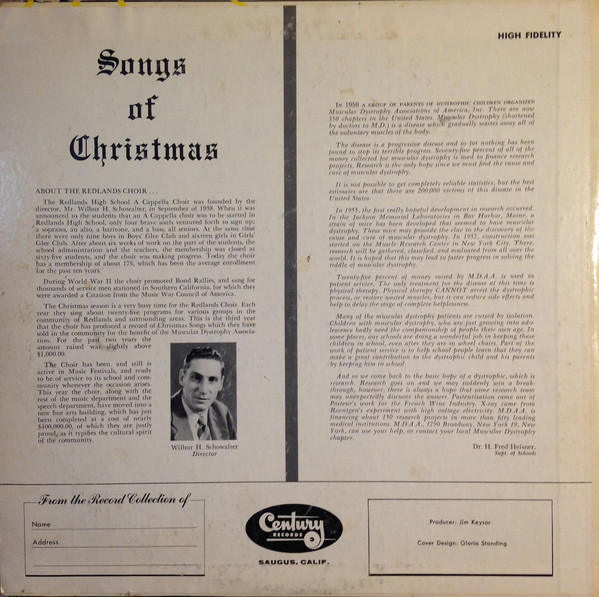 HIGH FIDELITY
Songs
of
Christmas
ABOUT THE REDLANDS CHOIR . . .
The Redlands High School A Cappella Choir was founded by the
director, Mr. Wilbur H. Schowalter, in September of 1938. When it was
announced to the students that an A Cappella choir was to be started in
Redlands High School, only four brave souls ventured forth to sign up;
a soprano, an alto, a baritone, and a bass, all seniors. At the same time
there were only nine boys in Boys' Glee Club and sixteen girls in Girls'
Glee Club. After about six weeks of work on the part of the students, the
school administration and the teachers, the membership was closed at
sixty-five students, and the choir was making progress. Today the choir
has a membership of about 175, which has been the average enrollment
for the past ten years.
During World War II the choir promoted Bond Rallies, and sang for
thousands of service men stationed in Southern California, for which they
were awarded a Citation from the Music War Council of America.
The Christmas season is a very busy time for the Redlands Choir. Each
year they sing about twenty-five programs for various groups in the
community of Redlands and surrounding areas. This is the third year
that the choir has produced a record of Christmas Songs which they have
sold in the community for the benefit of the Muscular Dystrophy Associa-
tion. For the past two years the
amount raised was slightly above
$1,000.00.
The Choir has been, and still is
active in Music Festivals, and ready
to be of service to its school and com-
munity whenever the occasion arises.
This year the choir, along with the
rest of the music department and the
speech department, have moved into a
new fine arts building, which has just
been completed at a cost of nearly
$400,000.00, of which they are justly
proud, as it typifies the cultural spirit
of the community.
Wilbur H. Schowalter
Director
In 1950 A GROUP OF PARENTS OF DYSTROPHIC CHILDREN ORGANIZED
Muscular Dystrophy Associations of America, Inc. There are now
350 chapters in the United States. Muscular Dystrophy (shortened
by doctors to M.D.) is a disease which gradually wastes away all of
the voluntary muscles of the body.
The disease is a progressive disease and so far nothing has been
found to stop its terrible progress. Seventy-five percent of all of the
money collected for muscular dystrophy is used to finance research
projects. Research is the only hope since we must find the cause and
cure of muscular dystrophy.
It is not possible to get completely reliable statistics, but the best
estimates are that there are 200,000 victims of this disease in the
United States.
In 1955, the first really hopeful development in research occurred.
In the Jackson Memorial Laboratories in Bar Harbor, Maine, a
strain of mice has been developed that seemed to have muscular
dystrophy. These mice may provide the clue to the discovery of the
cause and cure of muscular dystrophy. In 1957, construction was
started on the Muscle Research Center in New York City. There,
research will be gathered, classified, and evaluated from all over the
world. It is hoped that this may lead to faster progress in solving the
riddle of muscular dystrophy.
Twenty-five percent of money raised by M.D.A.A. is used in
patient service. The only treatment for the disease at this time is
physical therapy. Physical therapy CANNOT arrest the dystrophic
process, or restore wasted muscles, but it can reduce side effects and
help to delay the stage of complete helplessness.
Many of the muscular dystrophy patients are cursed by isolation.
Children with muscular dystrophy, who are just growing into ado-
lescence badly need the companionship of people their own age. In
some places, our schools are doing a wonderful job in keeping these
children in school, even after they are in wheel chairs. Part of the
work of patient service is to help school people learn that they can
make a great contribution to the dystrophic child and his parents
by keeping him in school.
And so we come back to the basic hope of a dystrophic, which is
research. Research goes on and we may suddenly win a break-
through, however, there is always a hope that some research team
may unexpectedly discover the answer. Pasteurization came out of
Pasteur's work for the French Wine Industry. X-ray came from
Roentgen's experiment with high voltage electricity. M.D.A.A. is
financing about 150 research projects in more than fifty leading
medical institutions. M.D.A.A., 1790 Broadway, New York 19, New
York, can use your help, or contact your local Muscular Dystrophy
chapter.
Dr. H. Fred Heisner,
Supt. of Schools
From the Record Collection of
Name
Address
Century
RECORDS
SAUGUS, CALIF.
Producer: Jim Keysor
Cover Design: Gloria Standing